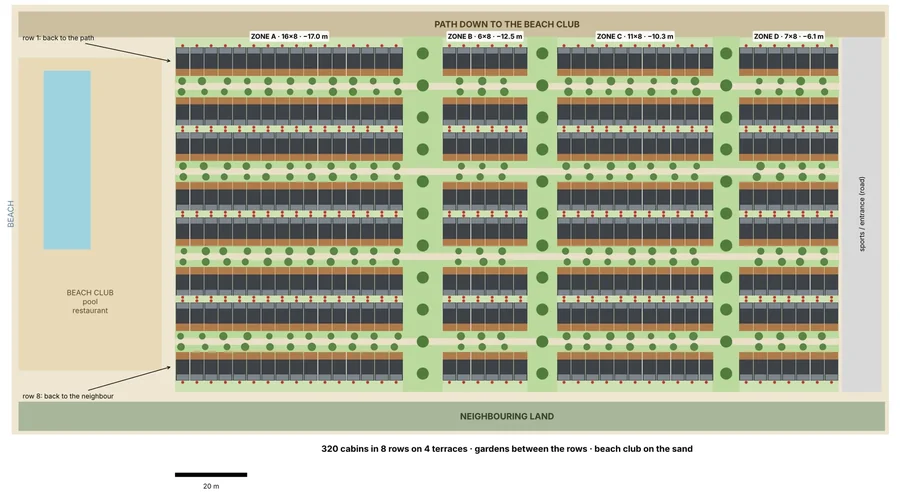 PATH DOWN TO THE BEACH CLUB
row 1: back to the path
ZONE A · 16×8 · −17.0 m
ZONE B · 6×8 · −12.5 m
ZONE C · 11×8 · −10.3 m
ZONE D · 7×8 · −6.1 m
BEACH
BEACH CLUB
pool
restaurant
sports / entrance (road)
row 8: back to the neighbour
NEIGHBOURING LAND
320 cabins in 8 rows on 4 terraces · gardens between the rows · beach club on the sand
20 m